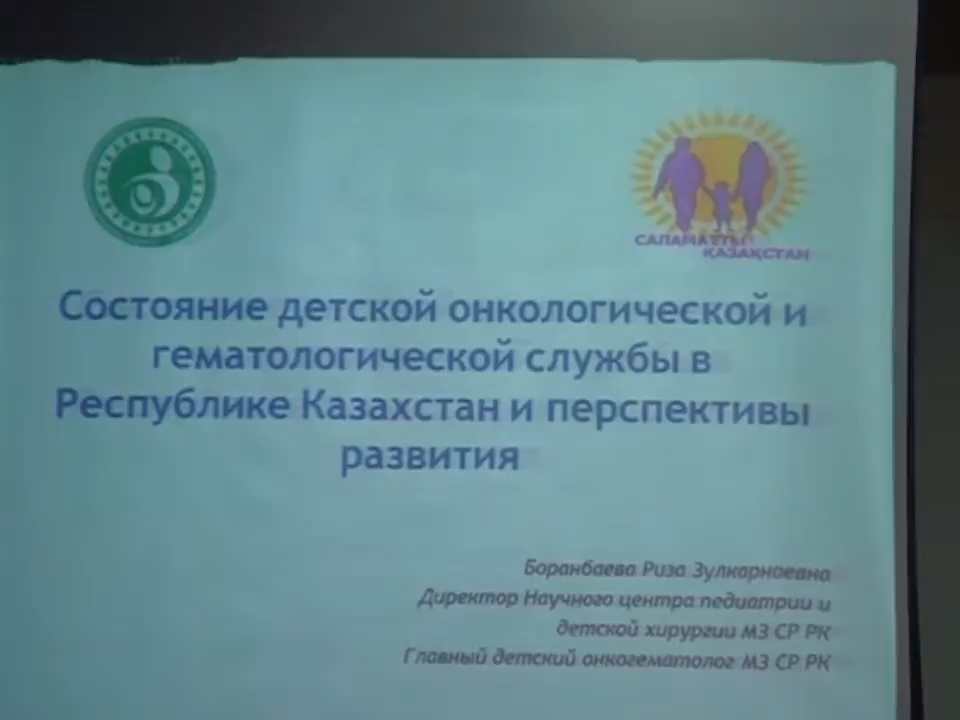 САЛАМАТТЫ
ҚАЗАҚСТАН
Состояние детской онкологической и
гематологической службы в
Республике Казахстан и перспективы
развития
Боранбаева Риза Зулкарнаевна
Директор Научного центра педиатрии и
детской хирургии МЗ СР РК
Главный детский онкогематолог МЗ СР РК